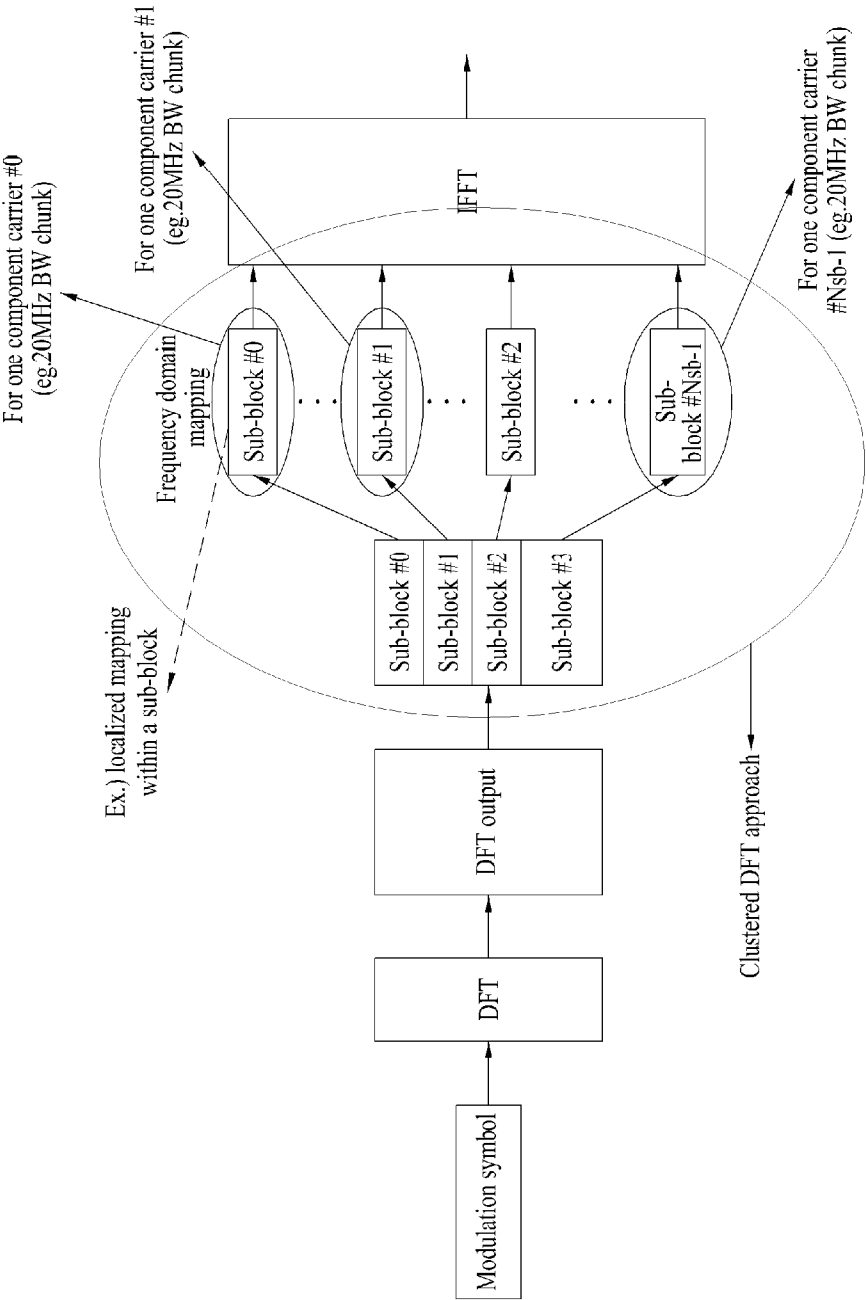 For one component carrier #0
(eg.20MHz BW chunk)
For one component carrier #1
(eg.20MHz BW chunk)
Frequency domain
mapping
Ex.) localized mapping
within a sub-block
Modulation symbol
DFT
DFT output
Sub-block #0
Sub-block #1
Sub-block #2
Sub-block #3
Sub-block #0
Sub-block #1
Sub-block #2
Sub-
block #Nsb-1
IFFT
For one component carrier
#Nsb-1 (eg.20MHz BW chunk)
Clustered DFT approach